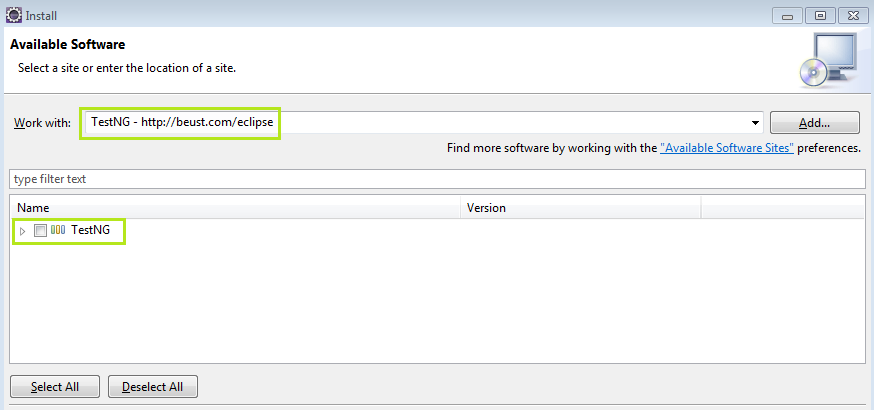 Install
Available Software
Select a site or enter the location of a site.
Work with: TestNG - http://beust.com/eclipse Add...
Find more software by working with the "Available Software Sites" preferences.
type filter text
Name Version
TestNG
Select All Deselect All